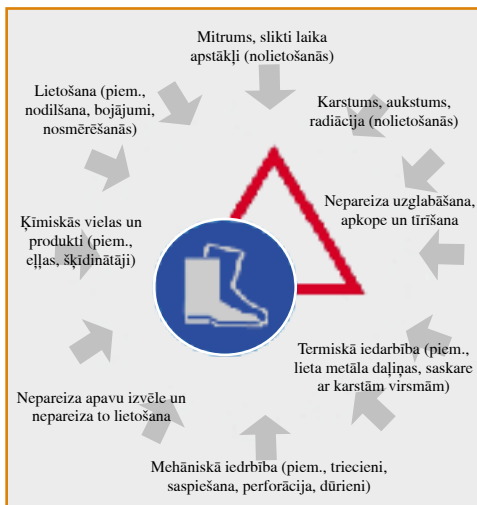 Mitrums, slikti laika
apstākļi (nolietošanās)
Lietošana (piem.,
nodilšana, bojājumi,
nosmērēšanās)
Karstums, aukstums,
radiācija (nolietošanās)
Nepareiza uzglabāšana,
apkope un tīrīšana
Ķīmiskās vielas un
produkti (piem.,
eļļas, šķīdinātāji)
Termiskā iedarbība (piem.,
lieta metāla daļiņas, saskare
ar karstām virsmām)
Nepareiza apavu izvēle un
nepareiza to lietošana
Mehāniskā iedrbība (piem., triecieni,
saspiešana, perforācija, dūrieni)